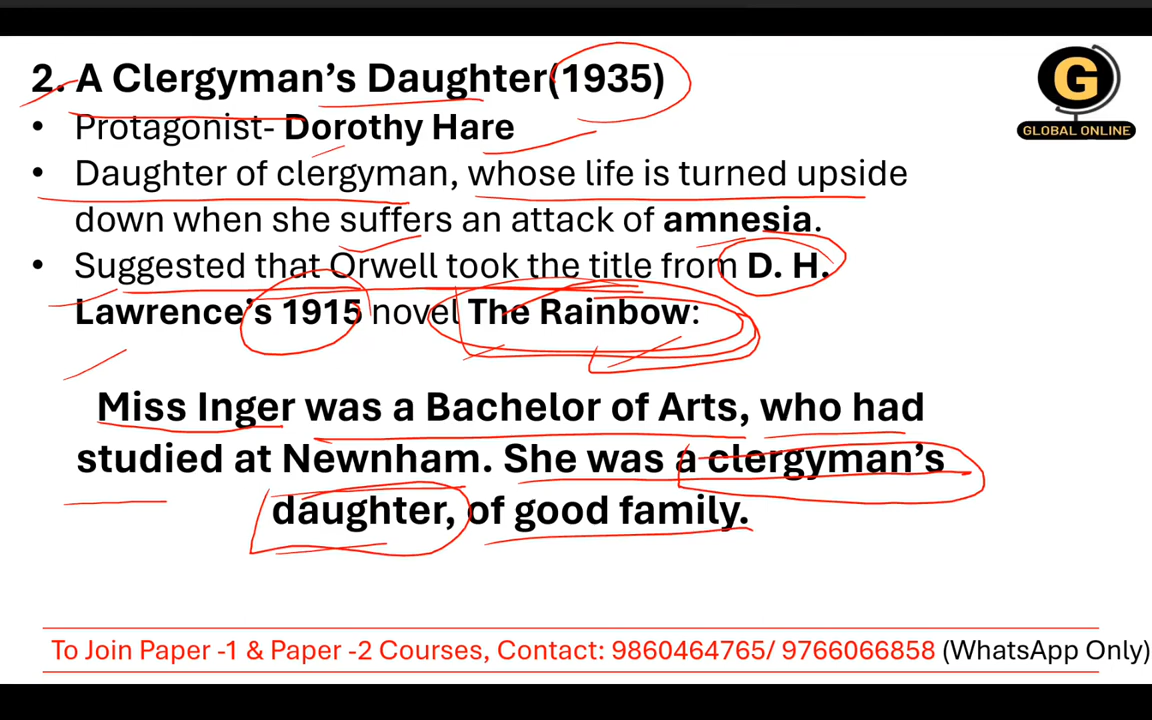 2. A Clergyman’s Daughter(1935)
• Protagonist- Dorothy Hare
• Daughter of clergyman, whose life is turned upside
down when she suffers an attack of amnesia.
• Suggested that Orwell took the title from D. H.
Lawrence’s 1915 novel The Rainbow:
Miss Inger was a Bachelor of Arts, who had
studied at Newnham. She was a clergyman’s
daughter, of good family.
G
GLOBAL ONLINE
To Join Paper -1 & Paper -2 Courses, Contact: 9860464765/ 9766066858 (WhatsApp Only)